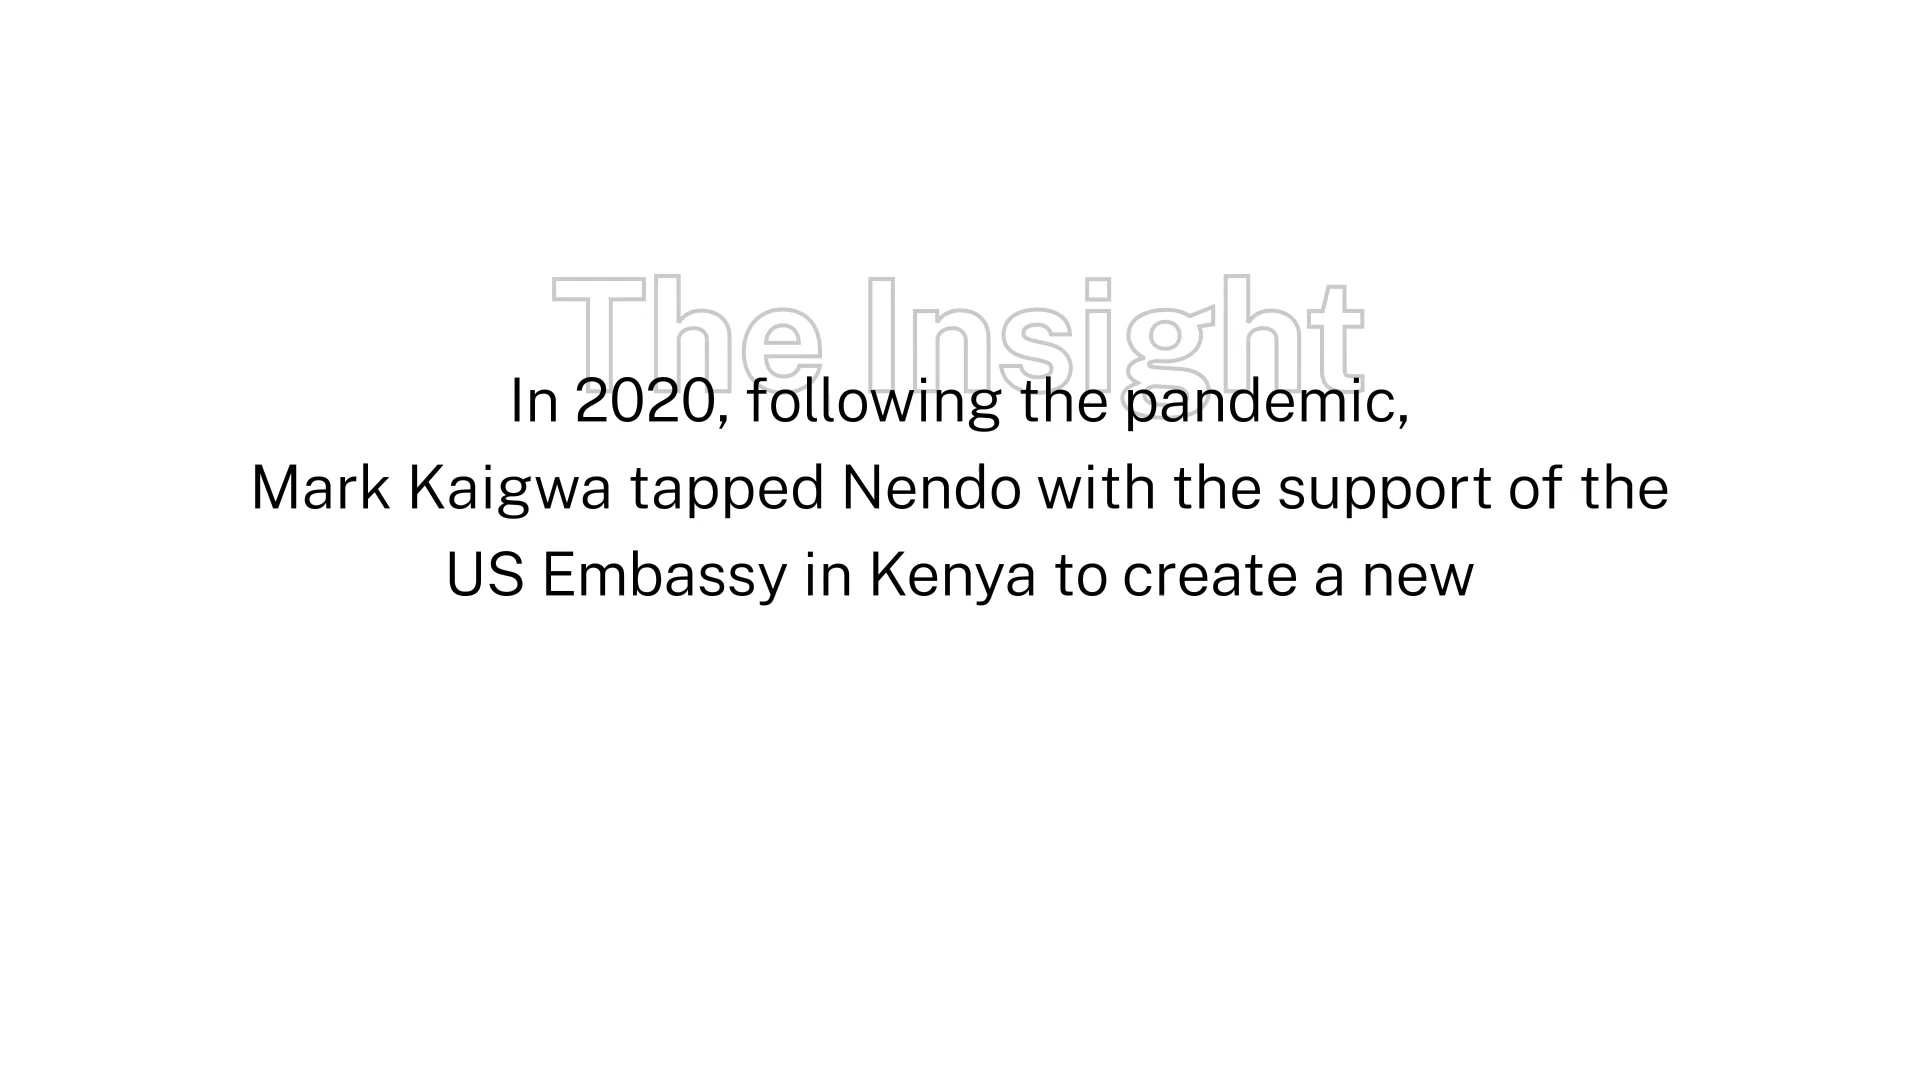 The Insight
In 2020, following the pandemic,
Mark Kaigwa tapped Nendo with the support of the
US Embassy in Kenya to create a new